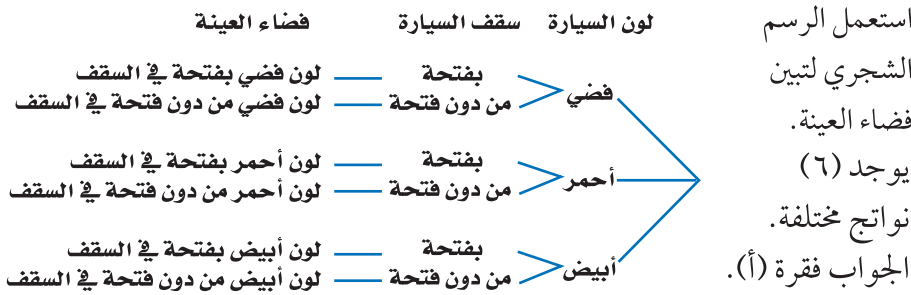 استعمل الرسم
الشجري لتبين
فضاء العينة.
يوجد (٦)
نواتج مختلفة.
الجواب فقرة (أ).
لون السيارة سقف السيارة فضاء العينة
فضي
بفتحة لون فضي بفتحة في السقف
من دون فتحة لون فضي من دون فتحة في السقف
أحمر
بفتحة لون أحمر بفتحة في السقف
من دون فتحة لون أحمر من دون فتحة في السقف
أبيض
بفتحة لون أبيض بفتحة في السقف
من دون فتحة لون أبيض من دون فتحة في السقف